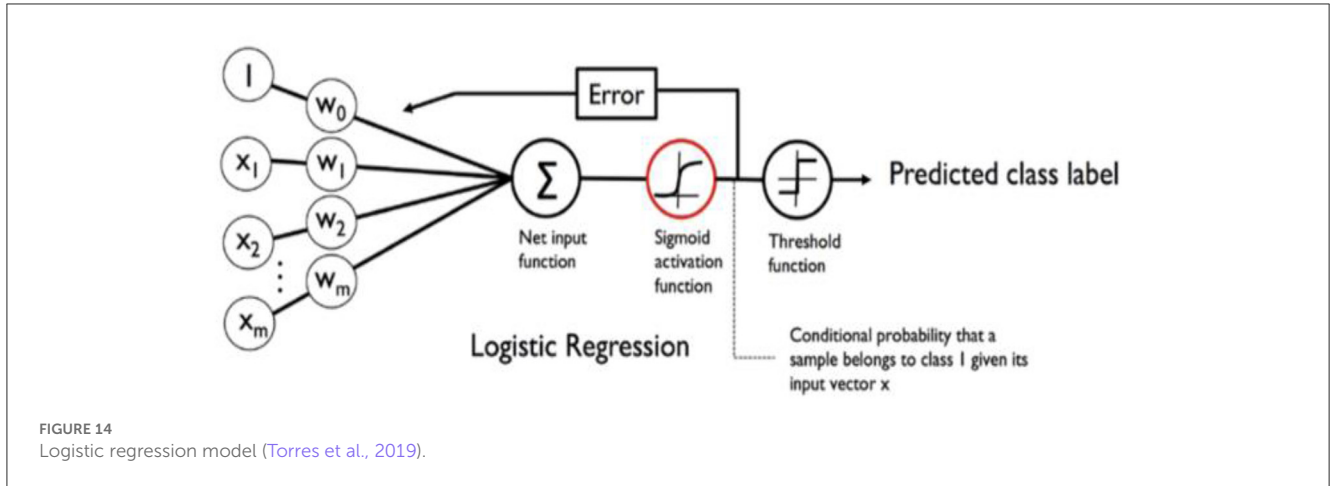 1
w0
Error
x1
w1
Σ
Predicted class label
x2
w2
Net input
function
Sigmoid
activation
function
Threshold
function
⋮
wm
xm
Logistic Regression
Conditional probability that a
sample belongs to class 1 given its
input vector x
FIGURE 14
Logistic regression model (Torres et al., 2019).